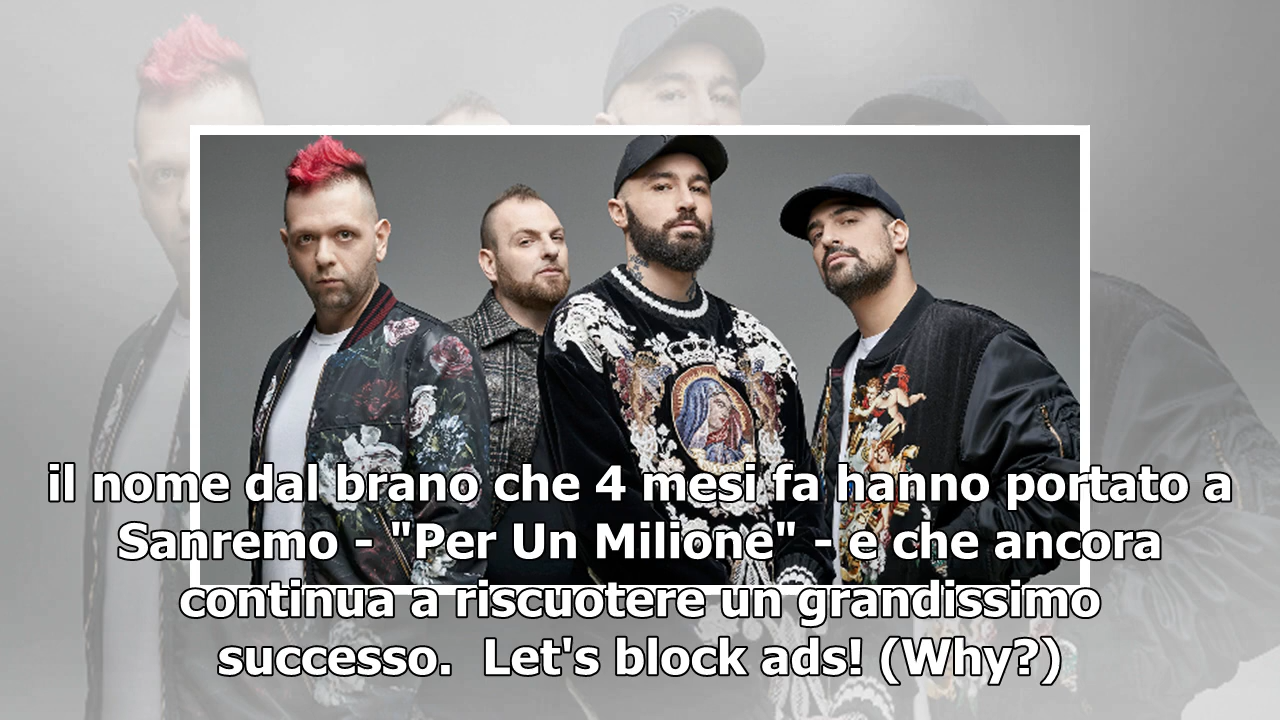 il nome dal brano che 4 mesi fa hanno portato a
Sanremo - "Per Un Milione" - e che ancora
continua a riscuotere un grandissimo
successo.  Let's block ads! (Why?)